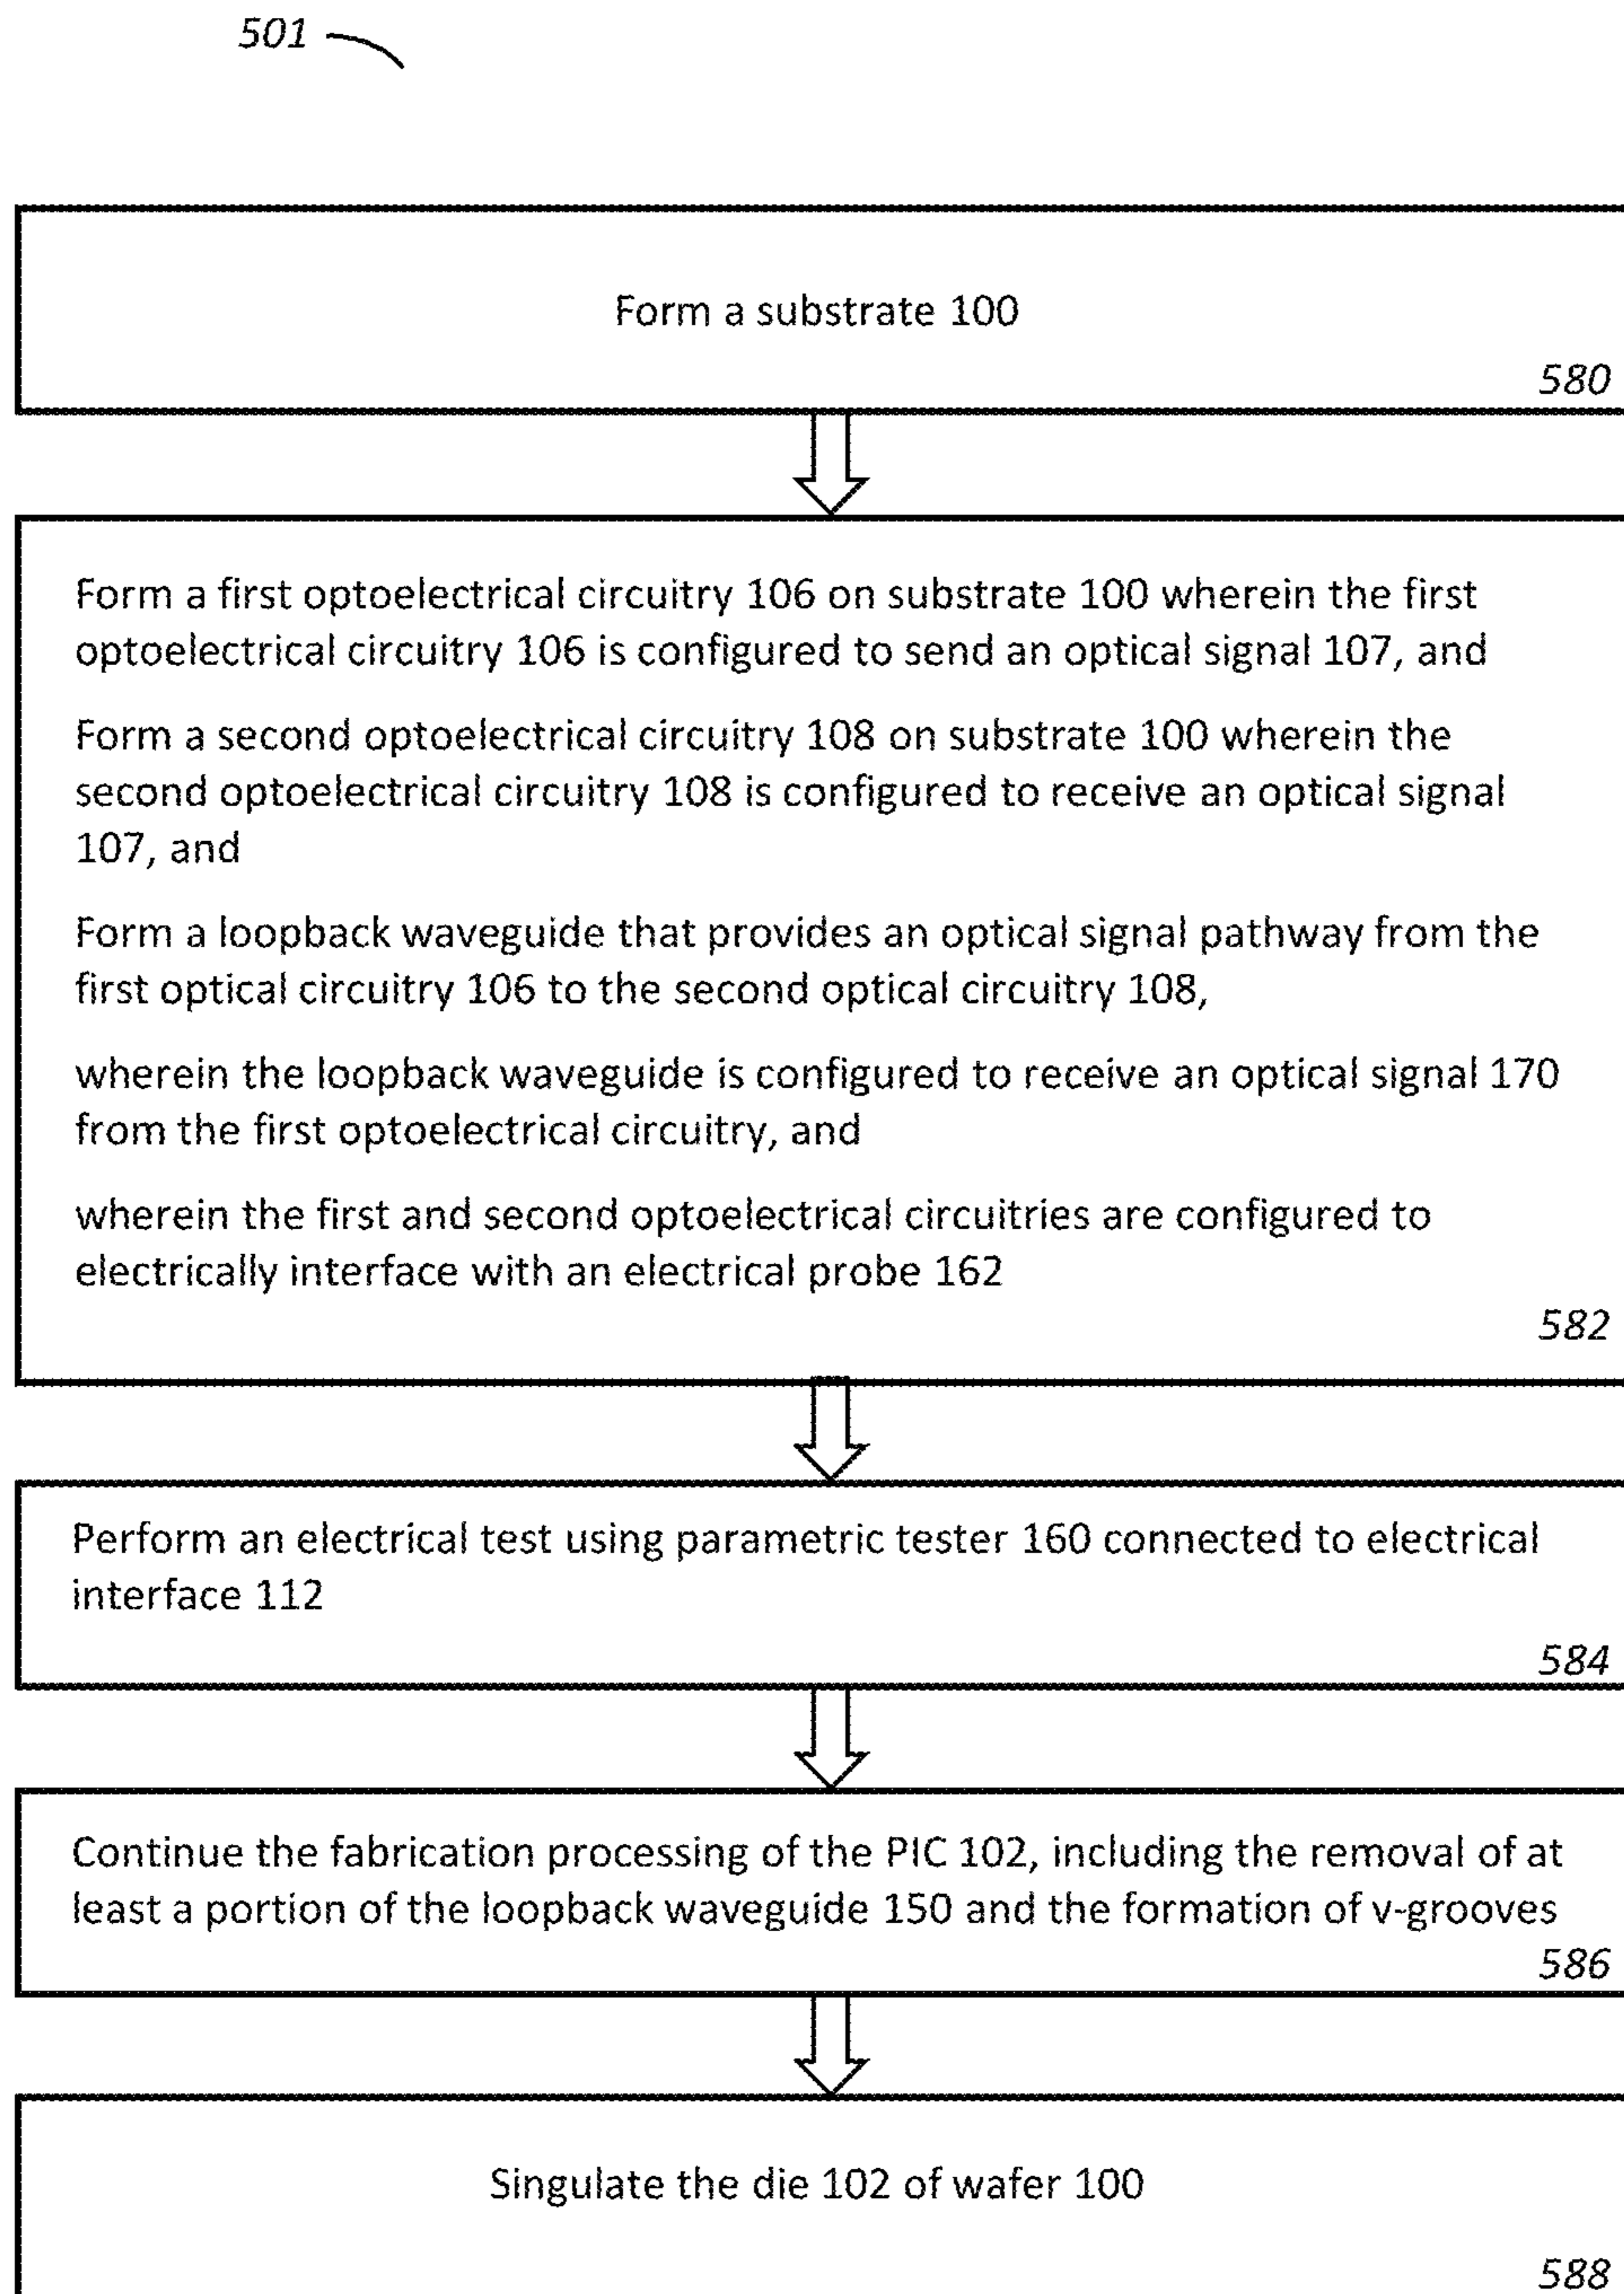 501
Form a substrate 100
580
Form a first optoelectrical circuitry 106 on substrate 100 wherein the first
optoelectrical circuitry 106 is configured to send an optical signal 107, and
Form a second optoelectrical circuitry 108 on substrate 100 wherein the
second optoelectrical circuitry 108 is configured to receive an optical signal
107, and
Form a loopback waveguide that provides an optical signal pathway from the
first optical circuitry 106 to the second optical circuitry 108,
wherein the loopback waveguide is configured to receive an optical signal 170
from the first optoelectrical circuitry, and
wherein the first and second optoelectrical circuitries are configured to
electrically interface with an electrical probe 162
582
Perform an electrical test using parametric tester 160 connected to electrical
interface 112
584
Continue the fabrication processing of the PIC 102, including the removal of at
least a portion of the loopback waveguide 150 and the formation of v-grooves
586
Singulate the die 102 of wafer 100
588